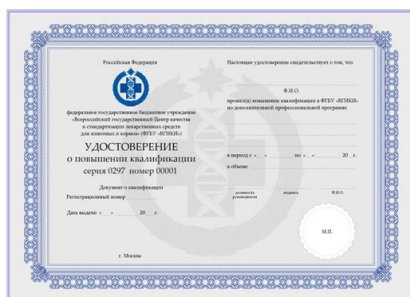 Российская Федерация
федеральное государственное бюджетное учреждение
«Всероссийский государственный Центр качества
и стандартизации лекарственных средств
для животных и кормов» (ФГБУ «ВГНКИ»)
УДОСТОВЕРЕНИЕ
о повышении квалификации
серия 0297 номер 00001
Документ о квалификации
Регистрационный номер
Дата выдачи « » 20 г.
г. Москва
Настоящее удостоверение свидетельствует о том, что
Ф.И.О.
прошел(а) повышение квалификации в ФГБУ «ВГНКИ»
по дополнительной профессиональной программе
в период с « » по « » 20 г.
в объеме
должность подпись Ф.И.О.
руководителя
М.П.